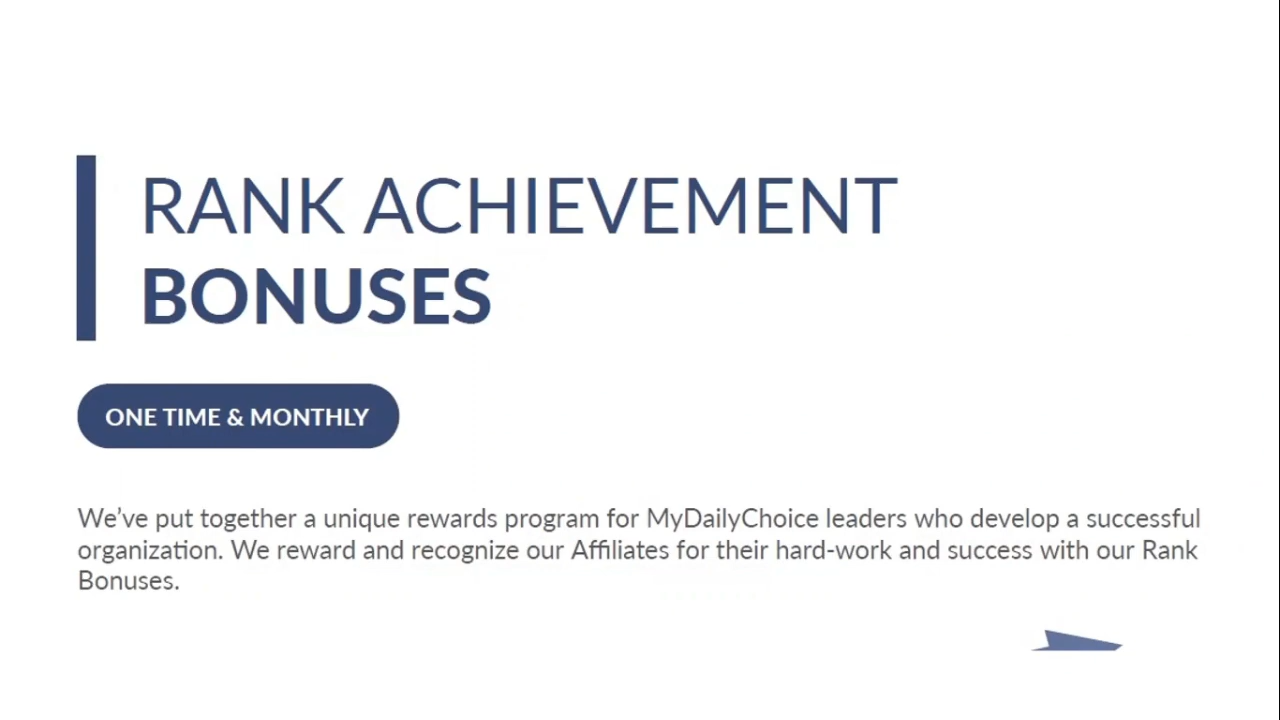 RANK ACHIEVEMENT
BONUSES
ONE TIME & MONTHLY
We’ve put together a unique rewards program for MyDailyChoice leaders who develop a successful
organization. We reward and recognize our Affiliates for their hard-work and success with our Rank
Bonuses.